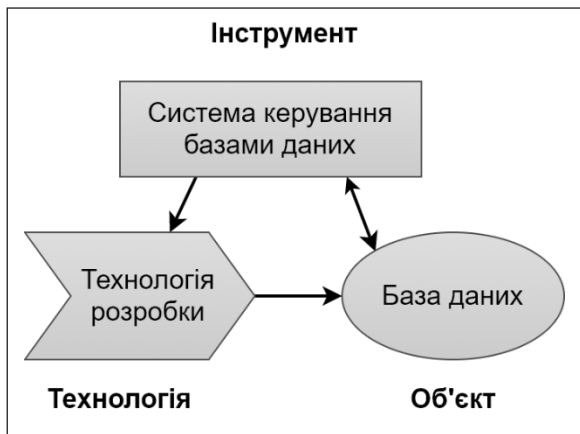 Інструмент
Система керування
базами даних
Технологія
розробки
База даних
Технологія
Об'єкт